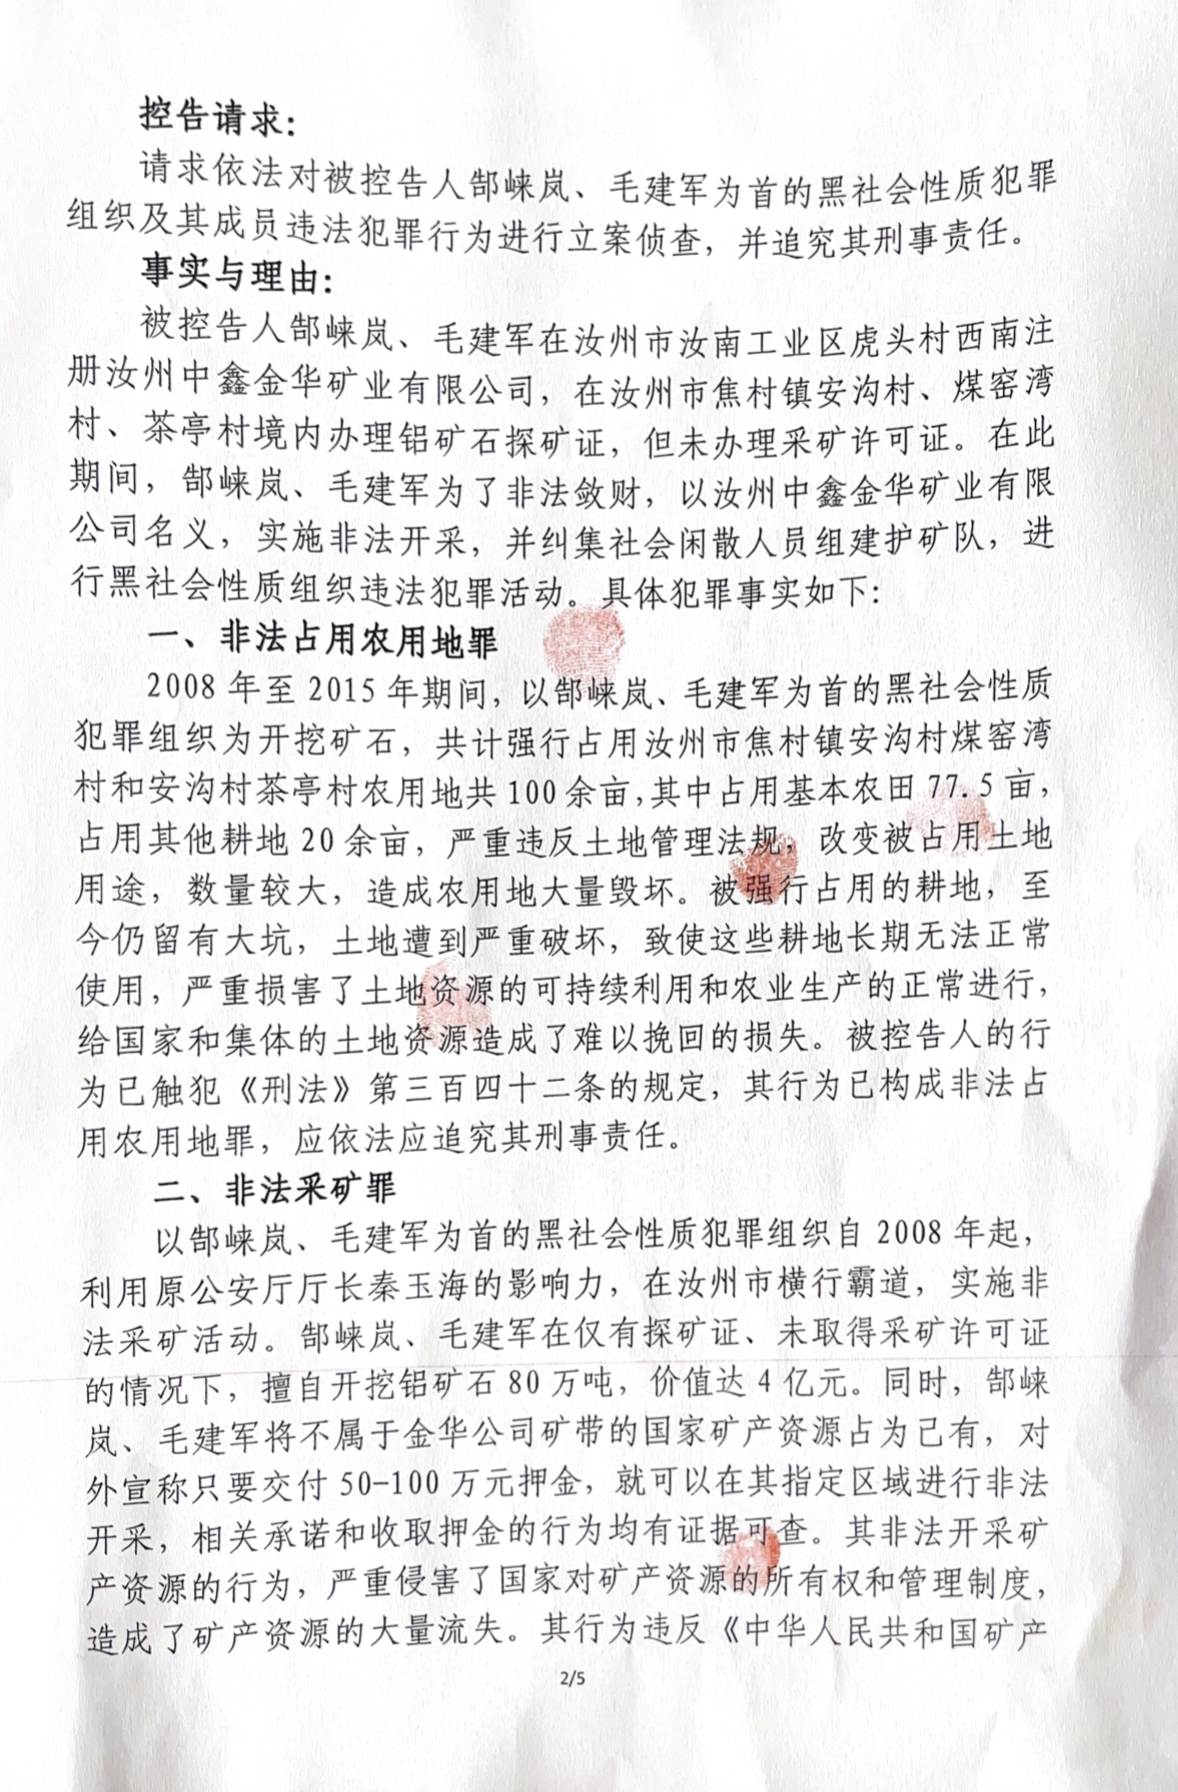 控告请求：
请求依法对被控告人郜崃岚、毛建军为首的黑社会性质犯罪
组织及其成员违法犯罪行为进行立案侦查，并追究其刑事责任。
事实与理由：
被控告人郜崃岚、毛建军在汝州市汝南工业区虎头村西南注
册汝州中鑫金华矿业有限公司，在汝州市焦村镇安沟村、煤窑湾
村、茶亭村境内办理铝矿石探矿证，但未办理采矿许可证。在此
期间，郜崃岚、毛建军为了非法敛财，以汝州中鑫金华矿业有限
公司名义，实施非法开采，并纠集社会闲散人员组建护矿队，进
行黑社会性质组织违法犯罪活动。具体犯罪事实如下：
一、非法占用农用地罪
2008 年至 2015 年期间，以郜崃岚、毛建军为首的黑社会性质
犯罪组织为开挖矿石，共计强行占用汝州市焦村镇安沟村煤窑湾
村和安沟村茶亭村农用地共 100 余亩,其中占用基本农田 77.5 亩，
占用其他耕地 20 余亩，严重违反土地管理法规，改变被占用土地
用途，数量较大，造成农用地大量毁坏。被强行占用的耕地，至
今仍留有大坑，土地遭到严重破坏，致使这些耕地长期无法正常
使用，严重损害了土地资源的可持续利用和农业生产的正常进行，
给国家和集体的土地资源造成了难以挽回的损失。被控告人的行
为已触犯《刑法》第三百四十二条的规定，其行为已构成非法占
用农用地罪，应依法应追究其刑事责任。
二、非法采矿罪
以郜崃岚、毛建军为首的黑社会性质犯罪组织自 2008 年起，
利用原公安厅厅长秦玉海的影响力，在汝州市横行霸道，实施非
法采矿活动。郜崃岚、毛建军在仅有探矿证、未取得采矿许可证
的情况下，擅自开挖铝矿石 80 万吨，价值达 4 亿元。同时，郜崃
岚、毛建军将不属于金华公司矿带的国家矿产资源占为己有，对
外宣称只要交付 50-100 万元押金，就可以在其指定区域进行非法
开采，相关承诺和收取押金的行为均有证据可查。其非法开采矿
产资源的行为，严重侵害了国家对矿产资源的所有权和管理制度，
造成了矿产资源的大量流失。其行为违反《中华人民共和国矿产
2/5